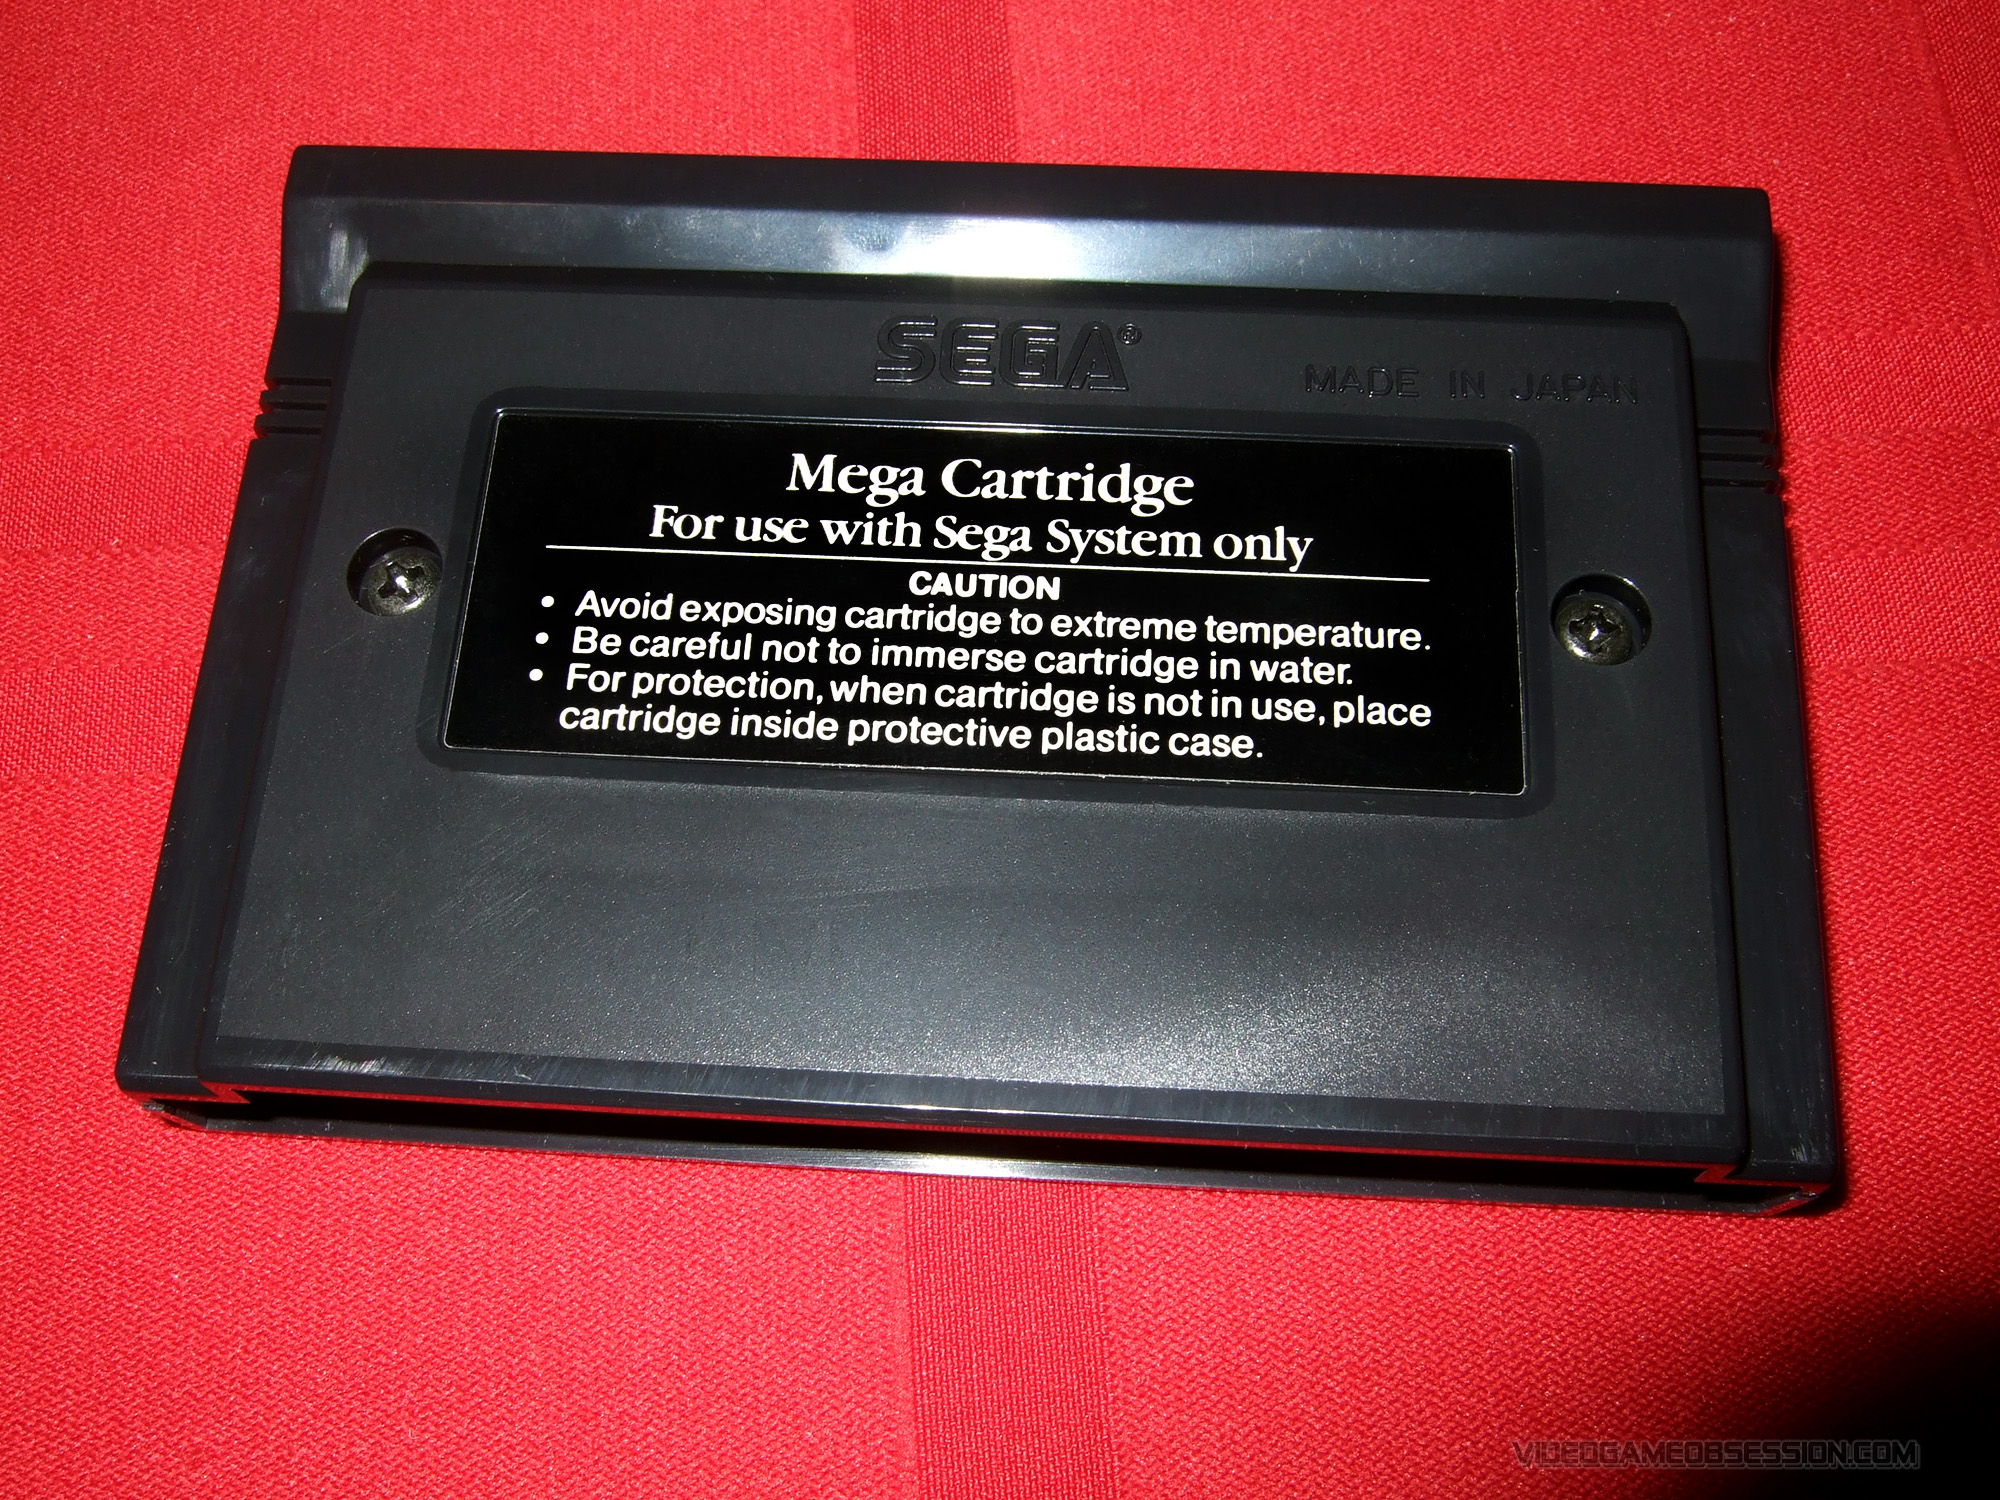 SEGA®
MADE IN JAPAN
Mega Cartridge
For use with Sega System only
CAUTION
• Avoid exposing cartridge to extreme temperature.
• Be careful not to immerse cartridge in water.
• For protection, when cartridge is not in use, place
cartridge inside protective plastic case.
VIDEOGAMEOBSESSION.COM